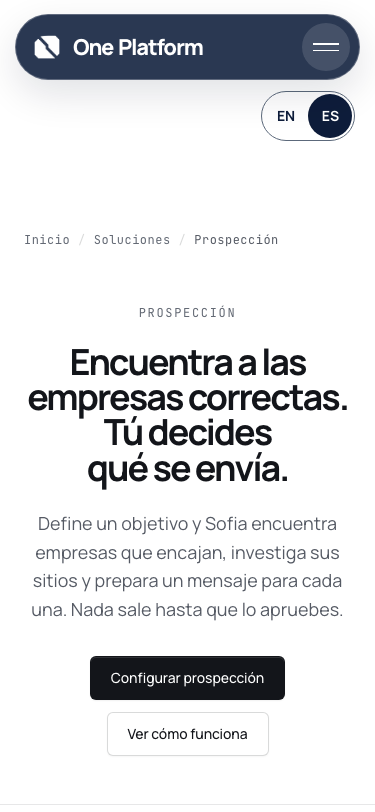 One Platform
EN ES
Inicio / Soluciones / Prospección
PROSPECCIÓN
Encuentra a las
empresas correctas.
Tú decides
qué se envía.
Define un objetivo y Sofia encuentra
empresas que encajan, investiga sus
sitios y prepara un mensaje para cada
una. Nada sale hasta que lo apruebes.
Configurar prospección
Ver cómo funciona